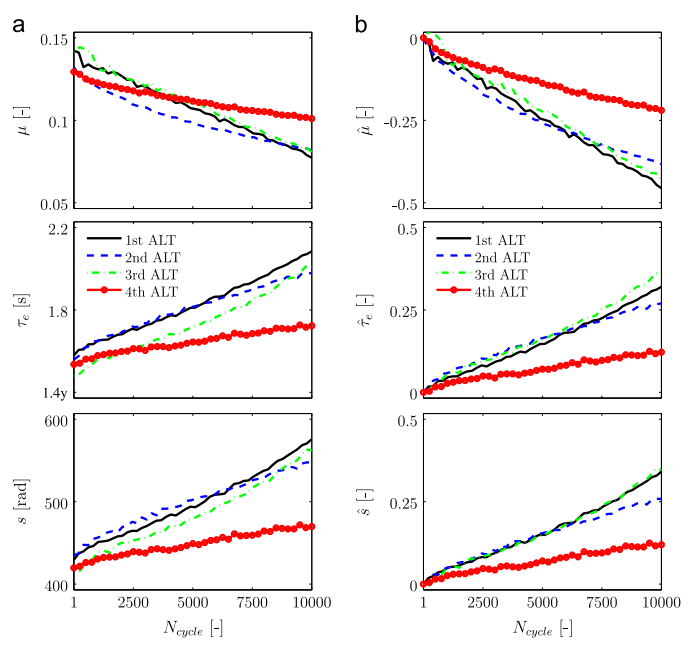 a
b
0.15
0.1
0.05
μ [-]
0
-0.25
-0.5
μ̂ [-]
2.2
1.8
1.4y
τe [s]
1st ALT
2nd ALT
3rd ALT
4th ALT
0.5
0.25
0
τ̂e [-]
1st ALT
2nd ALT
3rd ALT
4th ALT
600
500
400
s [rad]
1 2500 5000 7500 10000
Ncycle [-]
0.5
0.25
0
ŝ [-]
1 2500 5000 7500 10000
Ncycle [-]